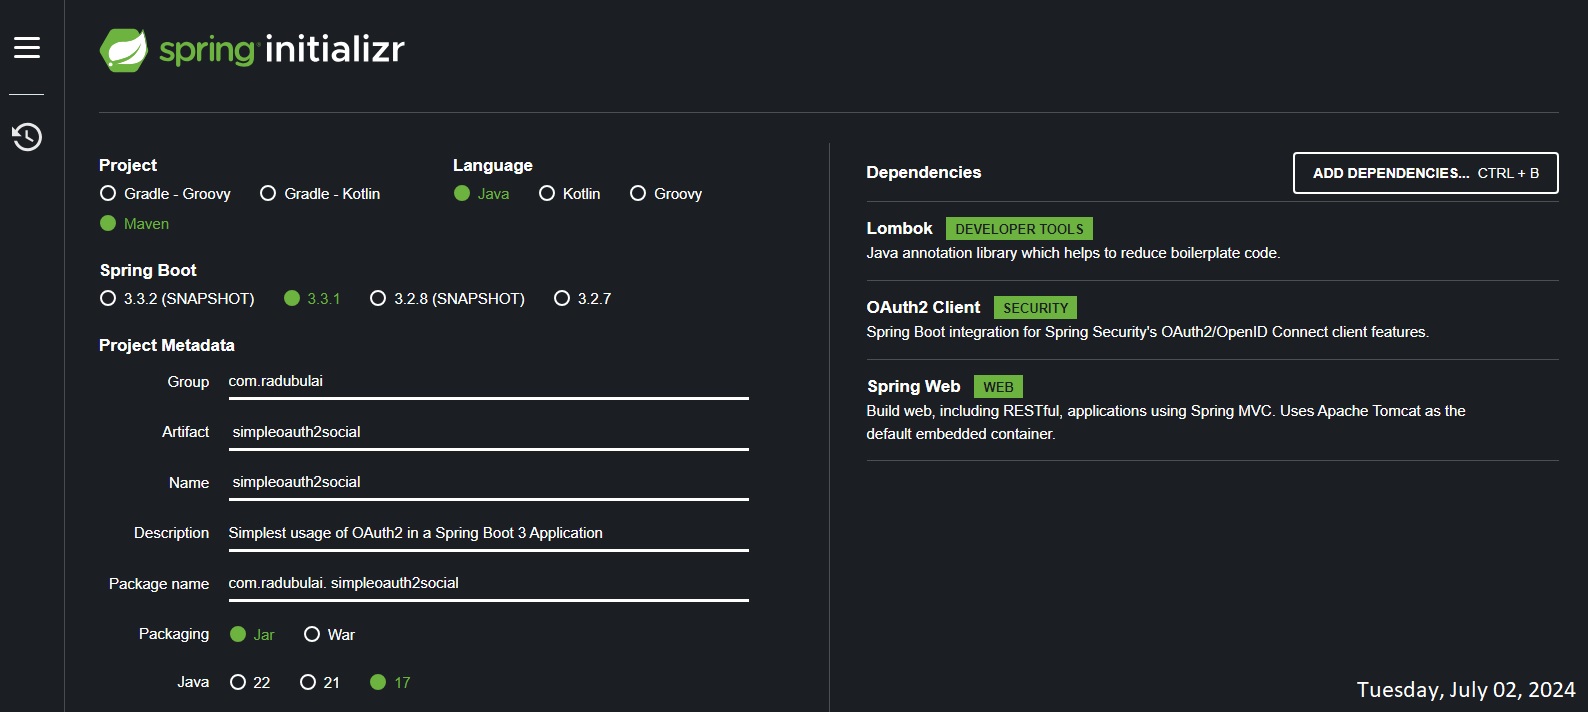 spring initializr
Project
Gradle - Groovy Gradle - Kotlin
Maven
Language
Java Kotlin Groovy
Spring Boot
3.3.2 (SNAPSHOT) 3.3.1 3.2.8 (SNAPSHOT) 3.2.7
Project Metadata
Group com.radubulai
Artifact simpleoauth2social
Name simpleoauth2social
Description Simplest usage of OAuth2 in a Spring Boot 3 Application
Package name com.radubulai. simpleoauth2social
Packaging Jar War
Java 22 21 17
Dependencies ADD DEPENDENCIES... CTRL + B
Lombok DEVELOPER TOOLS
Java annotation library which helps to reduce boilerplate code.
OAuth2 Client SECURITY
Spring Boot integration for Spring Security's OAuth2/OpenID Connect client features.
Spring Web WEB
Build web, including RESTful, applications using Spring MVC. Uses Apache Tomcat as the
default embedded container.
Tuesday, July 02, 2024